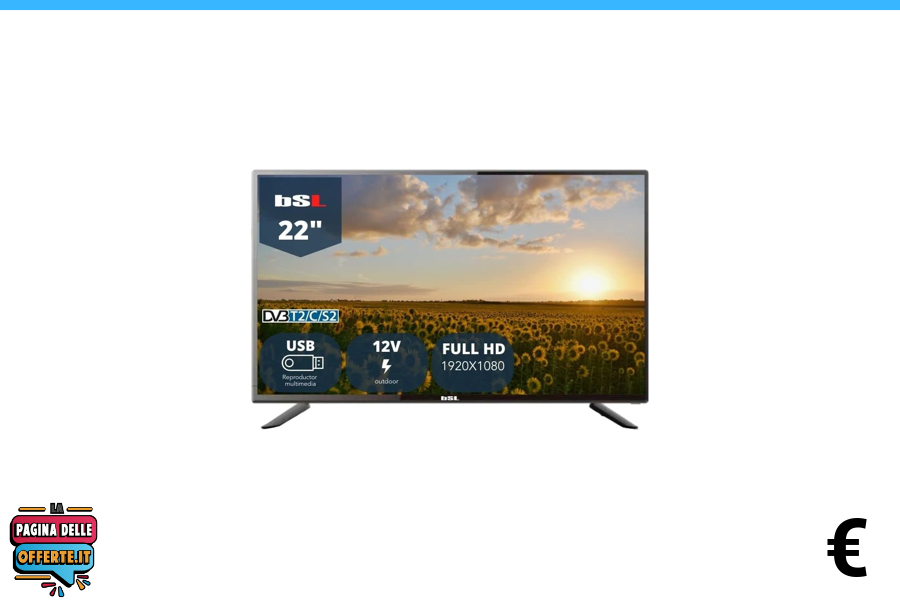 bSL
22"
DVB T2/C/S2
USB
Reproductor
multimedia
12V
outdoor
FULL HD
1920X1080
bSL
LA
PAGINA DELLE
OFFERTE.IT
€